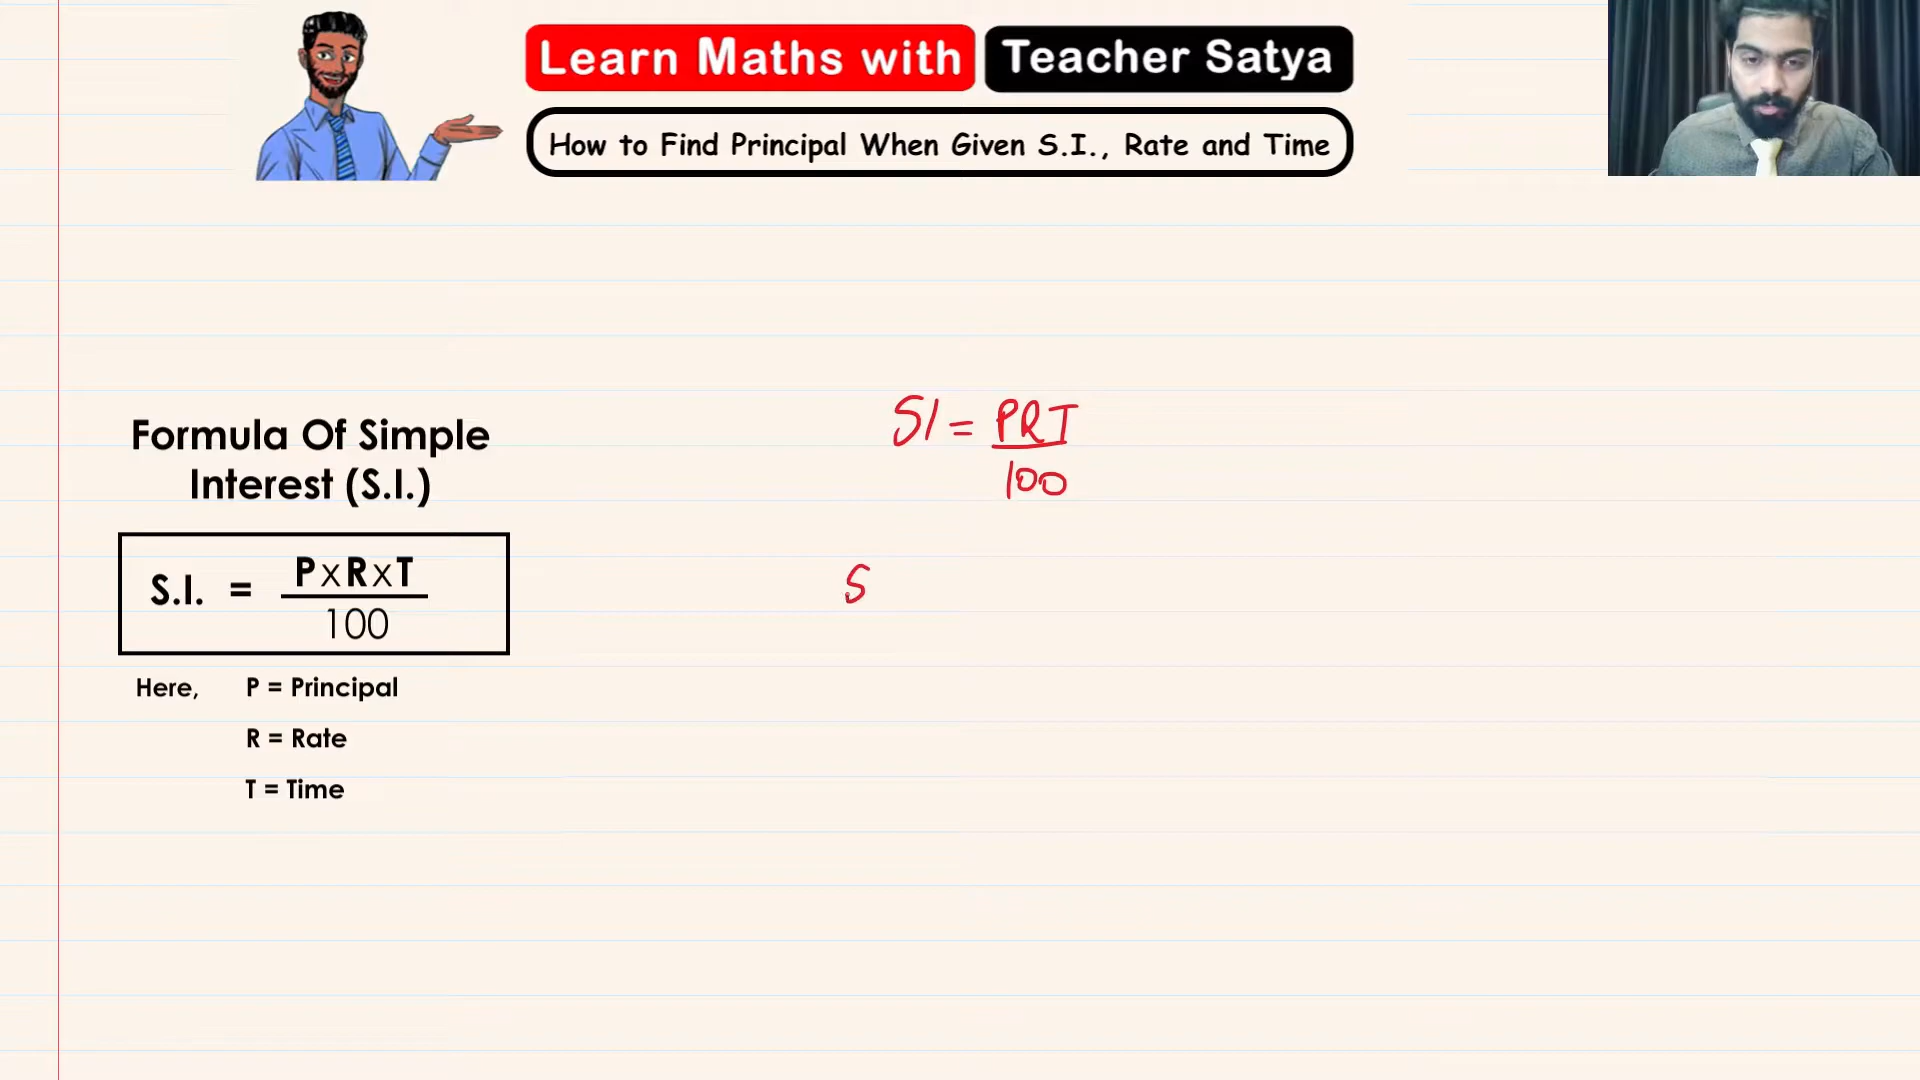 Learn Maths with Teacher Satya
How to Find Principal When Given S.I., Rate and Time
Formula Of Simple
Interest (S.I.)
S.I. = PxRxT
100
Here, P = Principal
R = Rate
T = Time
SI = PRT
100
S